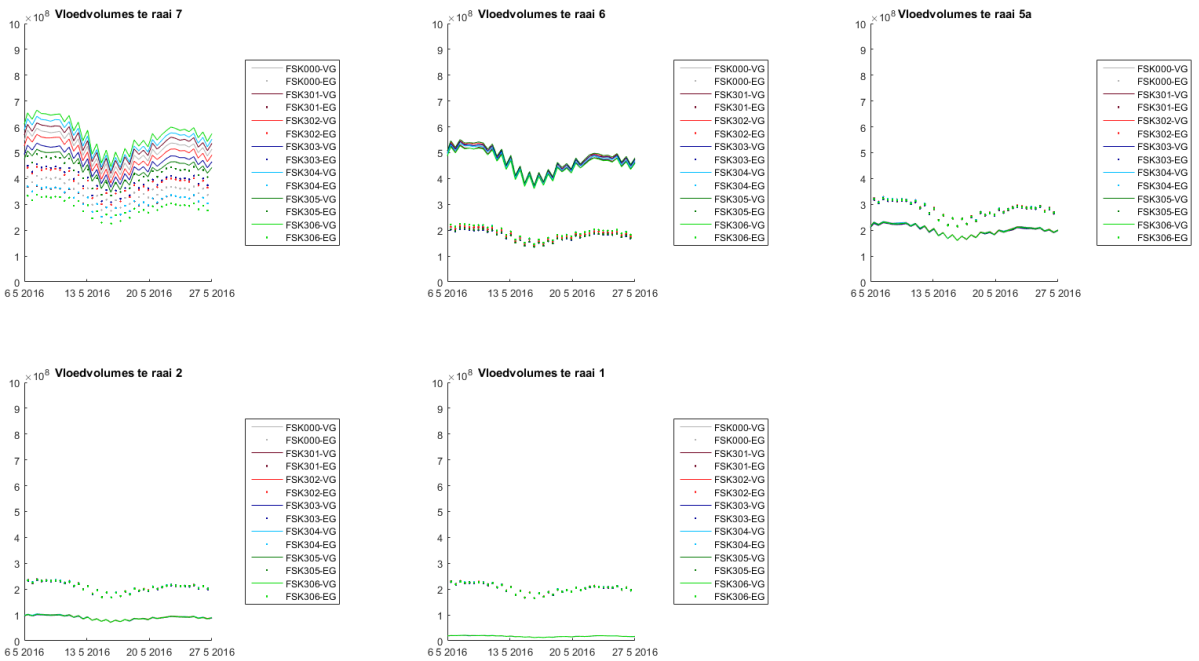 × 10⁸ Vloedvolumes te raai 7
10
9
8
7
6
5
4
3
2
1
0
6 5 2016 13 5 2016 20 5 2016 27 5 2016
FSK000-VG
FSK000-EG
FSK301-VG
FSK301-EG
FSK302-VG
FSK302-EG
FSK303-VG
FSK303-EG
FSK304-VG
FSK304-EG
FSK305-VG
FSK305-EG
FSK306-VG
FSK306-EG
× 10⁸ Vloedvolumes te raai 6
10
9
8
7
6
5
4
3
2
1
0
6 5 2016 13 5 2016 20 5 2016 27 5 2016
FSK000-VG
FSK000-EG
FSK301-VG
FSK301-EG
FSK302-VG
FSK302-EG
FSK303-VG
FSK303-EG
FSK304-VG
FSK304-EG
FSK305-VG
FSK305-EG
FSK306-VG
FSK306-EG
× 10⁸ Vloedvolumes te raai 5a
10
9
8
7
6
5
4
3
2
1
0
6 5 2016 13 5 2016 20 5 2016 27 5 2016
FSK000-VG
FSK000-EG
FSK301-VG
FSK301-EG
FSK302-VG
FSK302-EG
FSK303-VG
FSK303-EG
FSK304-VG
FSK304-EG
FSK305-VG
FSK305-EG
FSK306-VG
FSK306-EG
× 10⁸ Vloedvolumes te raai 2
10
9
8
7
6
5
4
3
2
1
0
6 5 2016 13 5 2016 20 5 2016 27 5 2016
FSK000-VG
FSK000-EG
FSK301-VG
FSK301-EG
FSK302-VG
FSK302-EG
FSK303-VG
FSK303-EG
FSK304-VG
FSK304-EG
FSK305-VG
FSK305-EG
FSK306-VG
FSK306-EG
× 10⁸ Vloedvolumes te raai 1
10
9
8
7
6
5
4
3
2
1
0
6 5 2016 13 5 2016 20 5 2016 27 5 2016
FSK000-VG
FSK000-EG
FSK301-VG
FSK301-EG
FSK302-VG
FSK302-EG
FSK303-VG
FSK303-EG
FSK304-VG
FSK304-EG
FSK305-VG
FSK305-EG
FSK306-VG
FSK306-EG